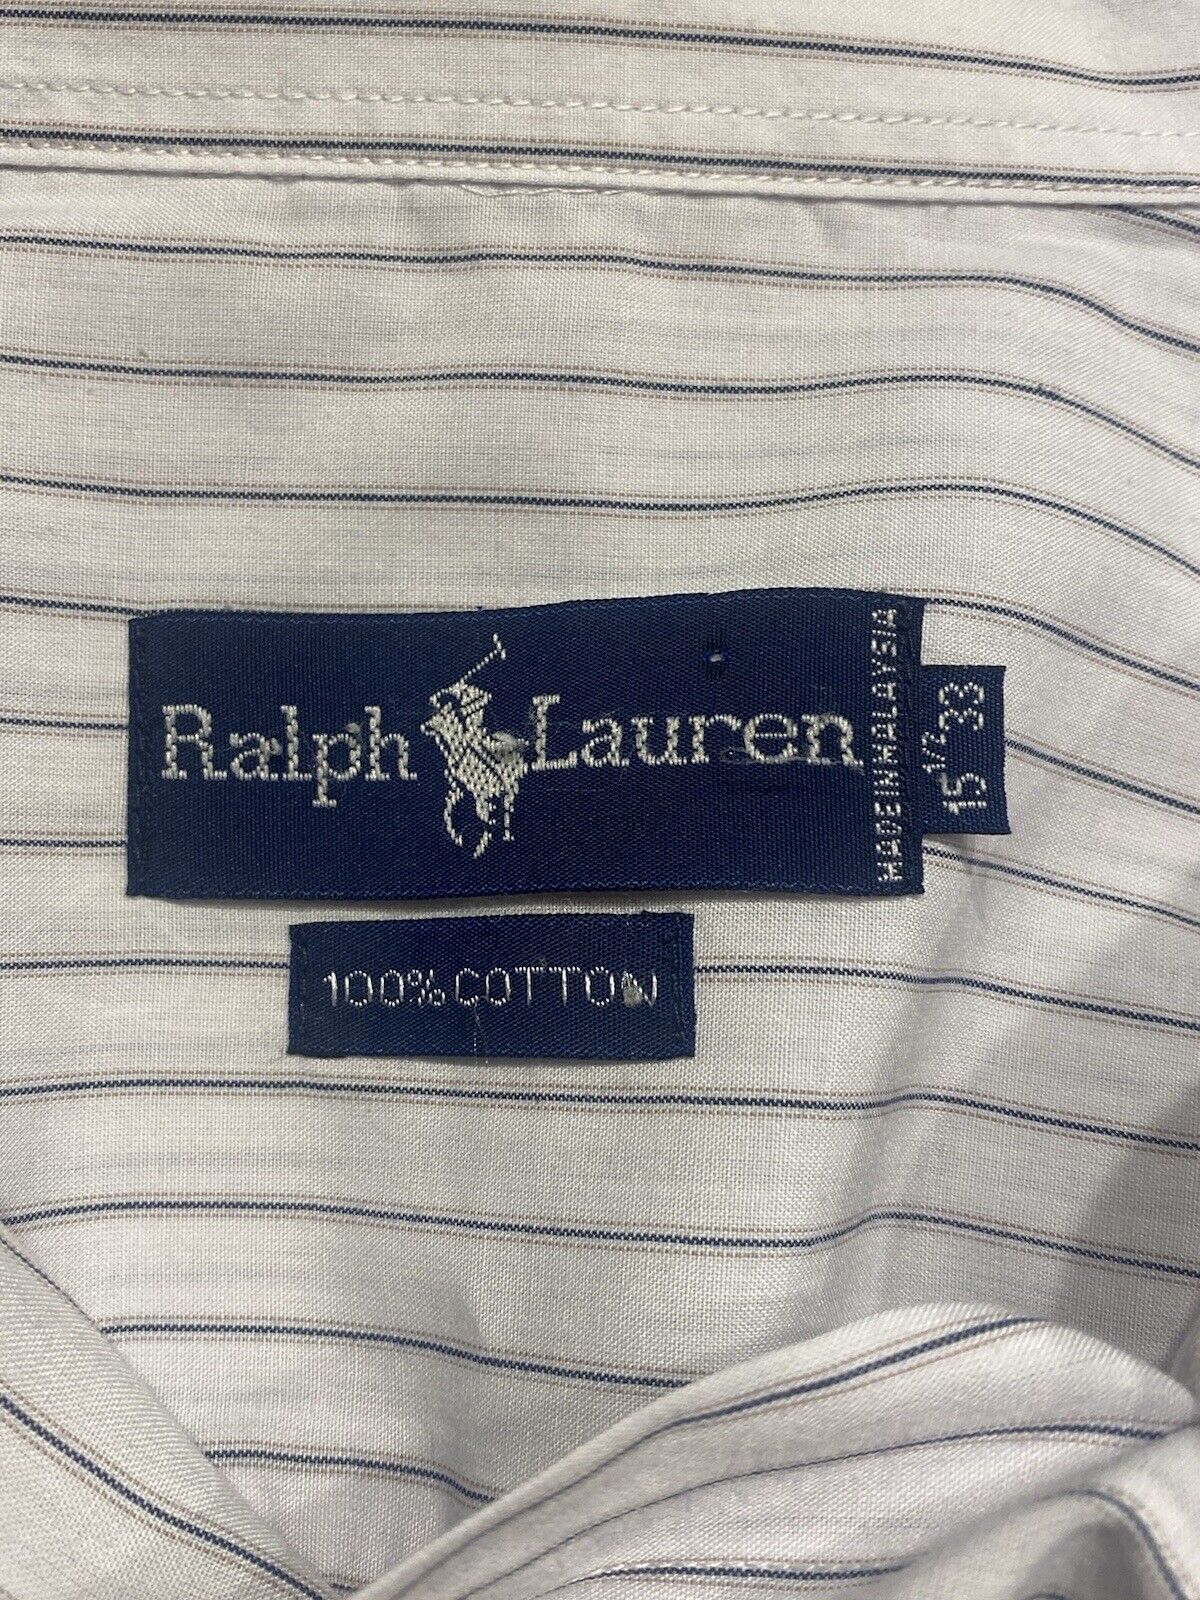 Ralph Lauren
MADE IN MALAYSIA
15 1/2-33
100% COTTON